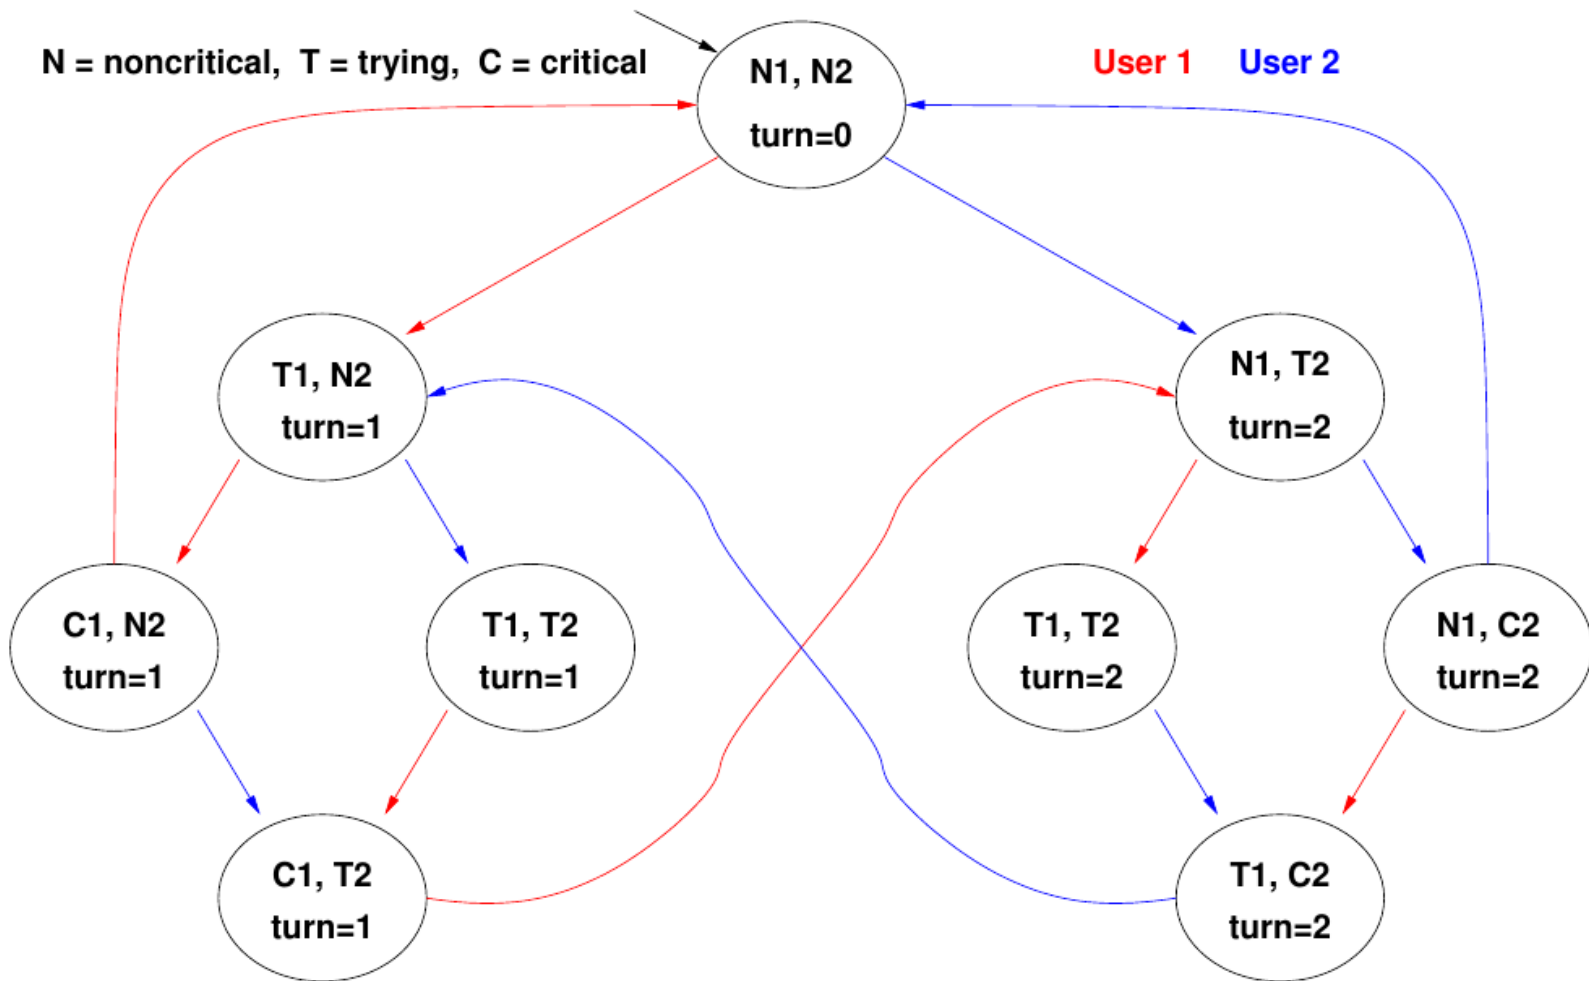 N = noncritical, T = trying, C = critical
User 1 User 2
N1, N2
turn=0
T1, N2
turn=1
N1, T2
turn=2
C1, N2
turn=1
T1, T2
turn=1
T1, T2
turn=2
N1, C2
turn=2
C1, T2
turn=1
T1, C2
turn=2